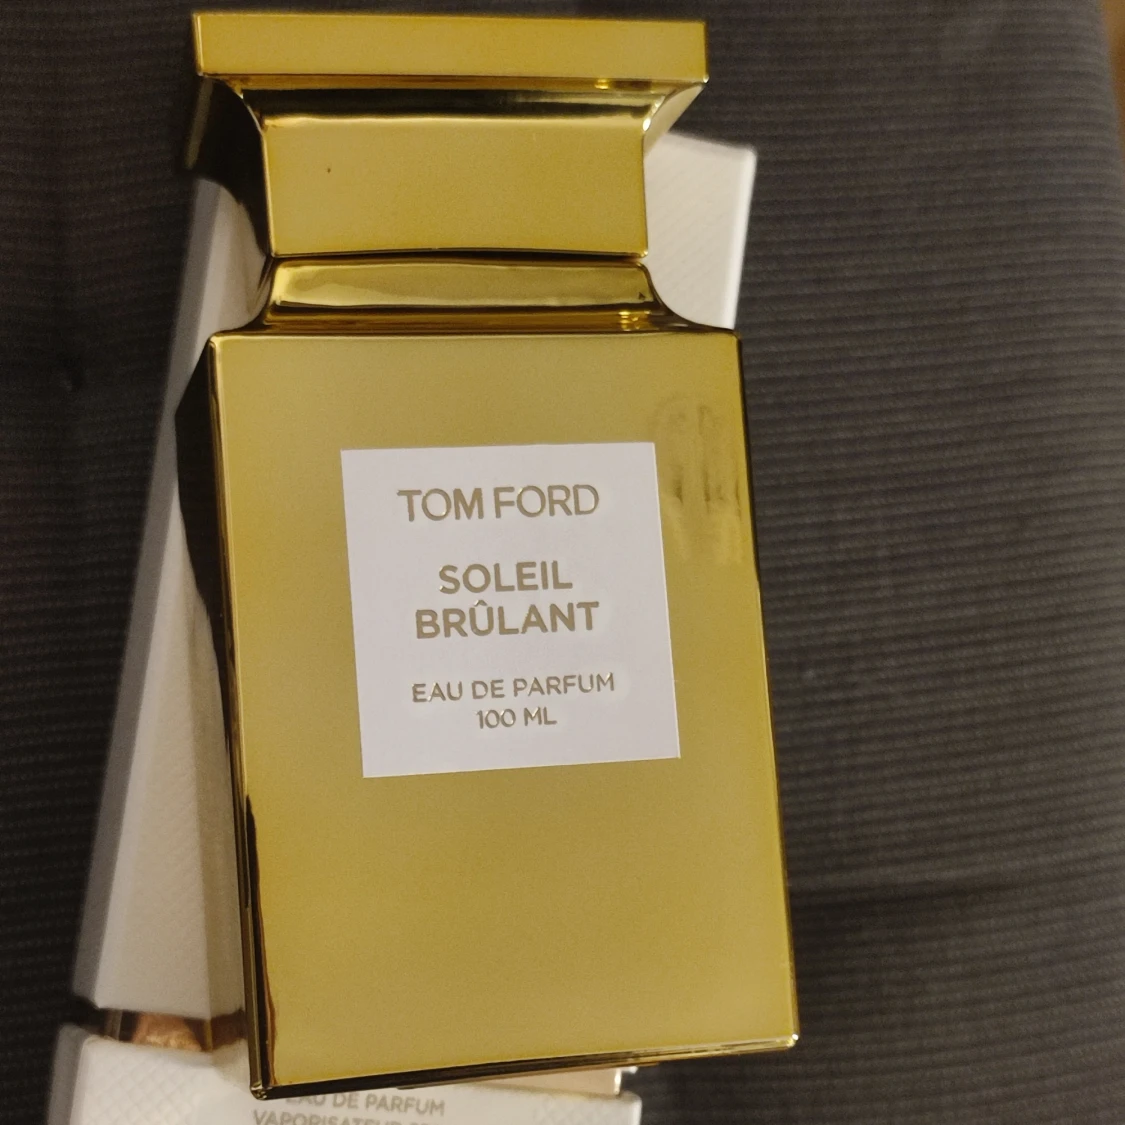 TOM FORD
SOLEIL
BRÛLANT
EAU DE PARFUM
100 ML
EAU DE PARFUM